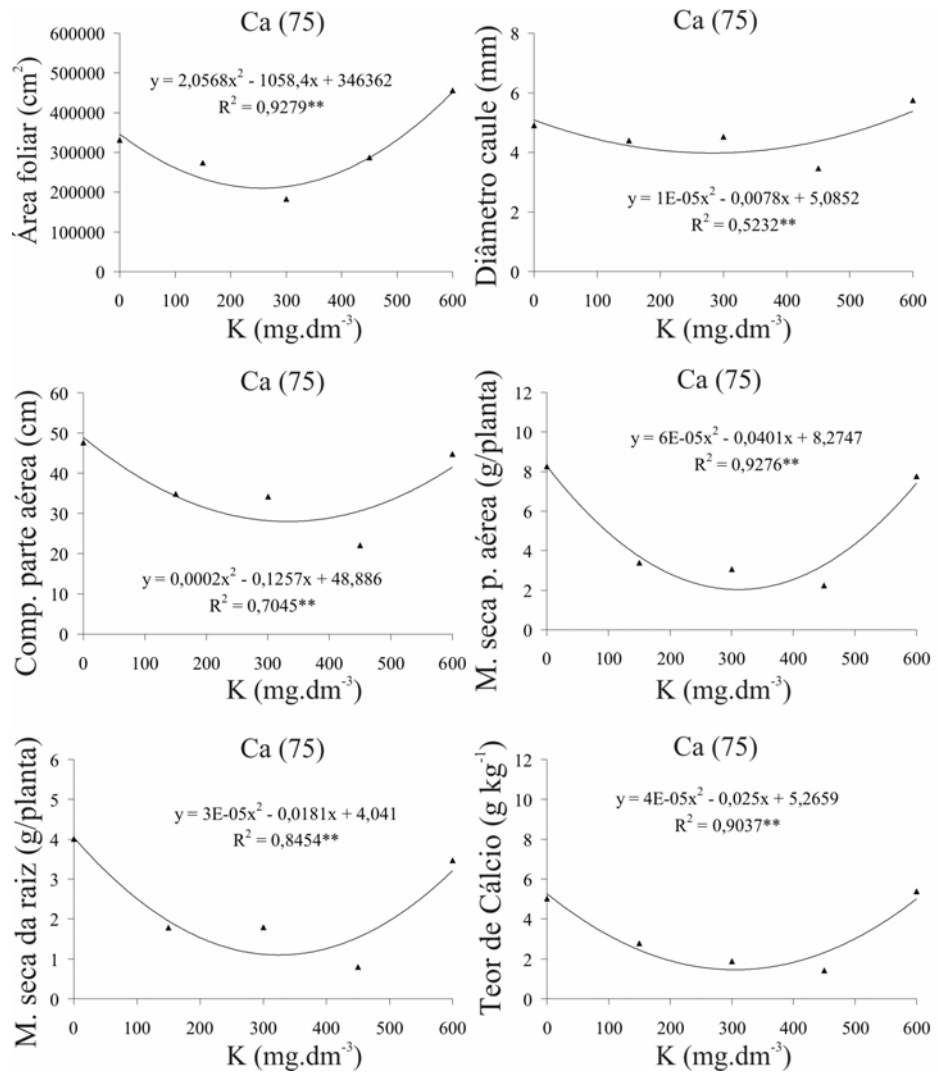 Ca (75)
Área foliar (cm²)
600000
500000
400000
300000
200000
100000
0
y = 2,0568x² - 1058,4x + 346362
R² = 0,9279**
0 100 200 300 400 500 600
K (mg.dm⁻³)
Ca (75)
Diâmetro caule (mm)
8
6
4
2
0
y = 1E-05x² - 0,0078x + 5,0852
R² = 0,5232**
0 100 200 300 400 500 600
K (mg.dm⁻³)
Ca (75)
Comp. parte aérea (cm)
60
50
40
30
20
10
0
y = 0,0002x² - 0,1257x + 48,886
R² = 0,7045**
0 100 200 300 400 500 600
K (mg.dm⁻³)
Ca (75)
M. seca p. aérea (g/planta)
12
10
8
6
4
2
0
y = 6E-05x² - 0,0401x + 8,2747
R² = 0,9276**
0 100 200 300 400 500 600
K (mg.dm⁻³)
Ca (75)
M. seca da raiz (g/planta)
6
5
4
3
2
1
0
y = 3E-05x² - 0,0181x + 4,041
R² = 0,8454**
0 100 200 300 400 500 600
K (mg.dm⁻³)
Ca (75)
Teor de Cálcio (g kg⁻¹)
12
10
8
6
4
2
0
y = 4E-05x² - 0,025x + 5,2659
R² = 0,9037**
0 100 200 300 400 500 600
K (mg.dm⁻³)